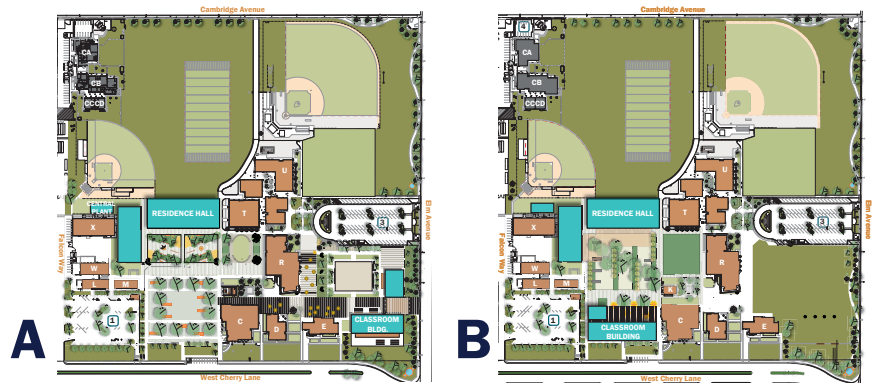 Cambridge Avenue
CA
CB
CCCD
U
T
RESIDENCE HALL
PLANT
X
3
Elm Avenue
Falcon Way
R
W
L
M
1
C
D
E
CLASSROOM
BLDG.
A
West Cherry Lane
Cambridge Avenue
4
CA
CB
CCCD
U
T
RESIDENCE HALL
X
3
Elm Avenue
Falcon Way
R
W
L
M
K
1
C
D
E
CLASSROOM
BUILDING
B
West Cherry Lane